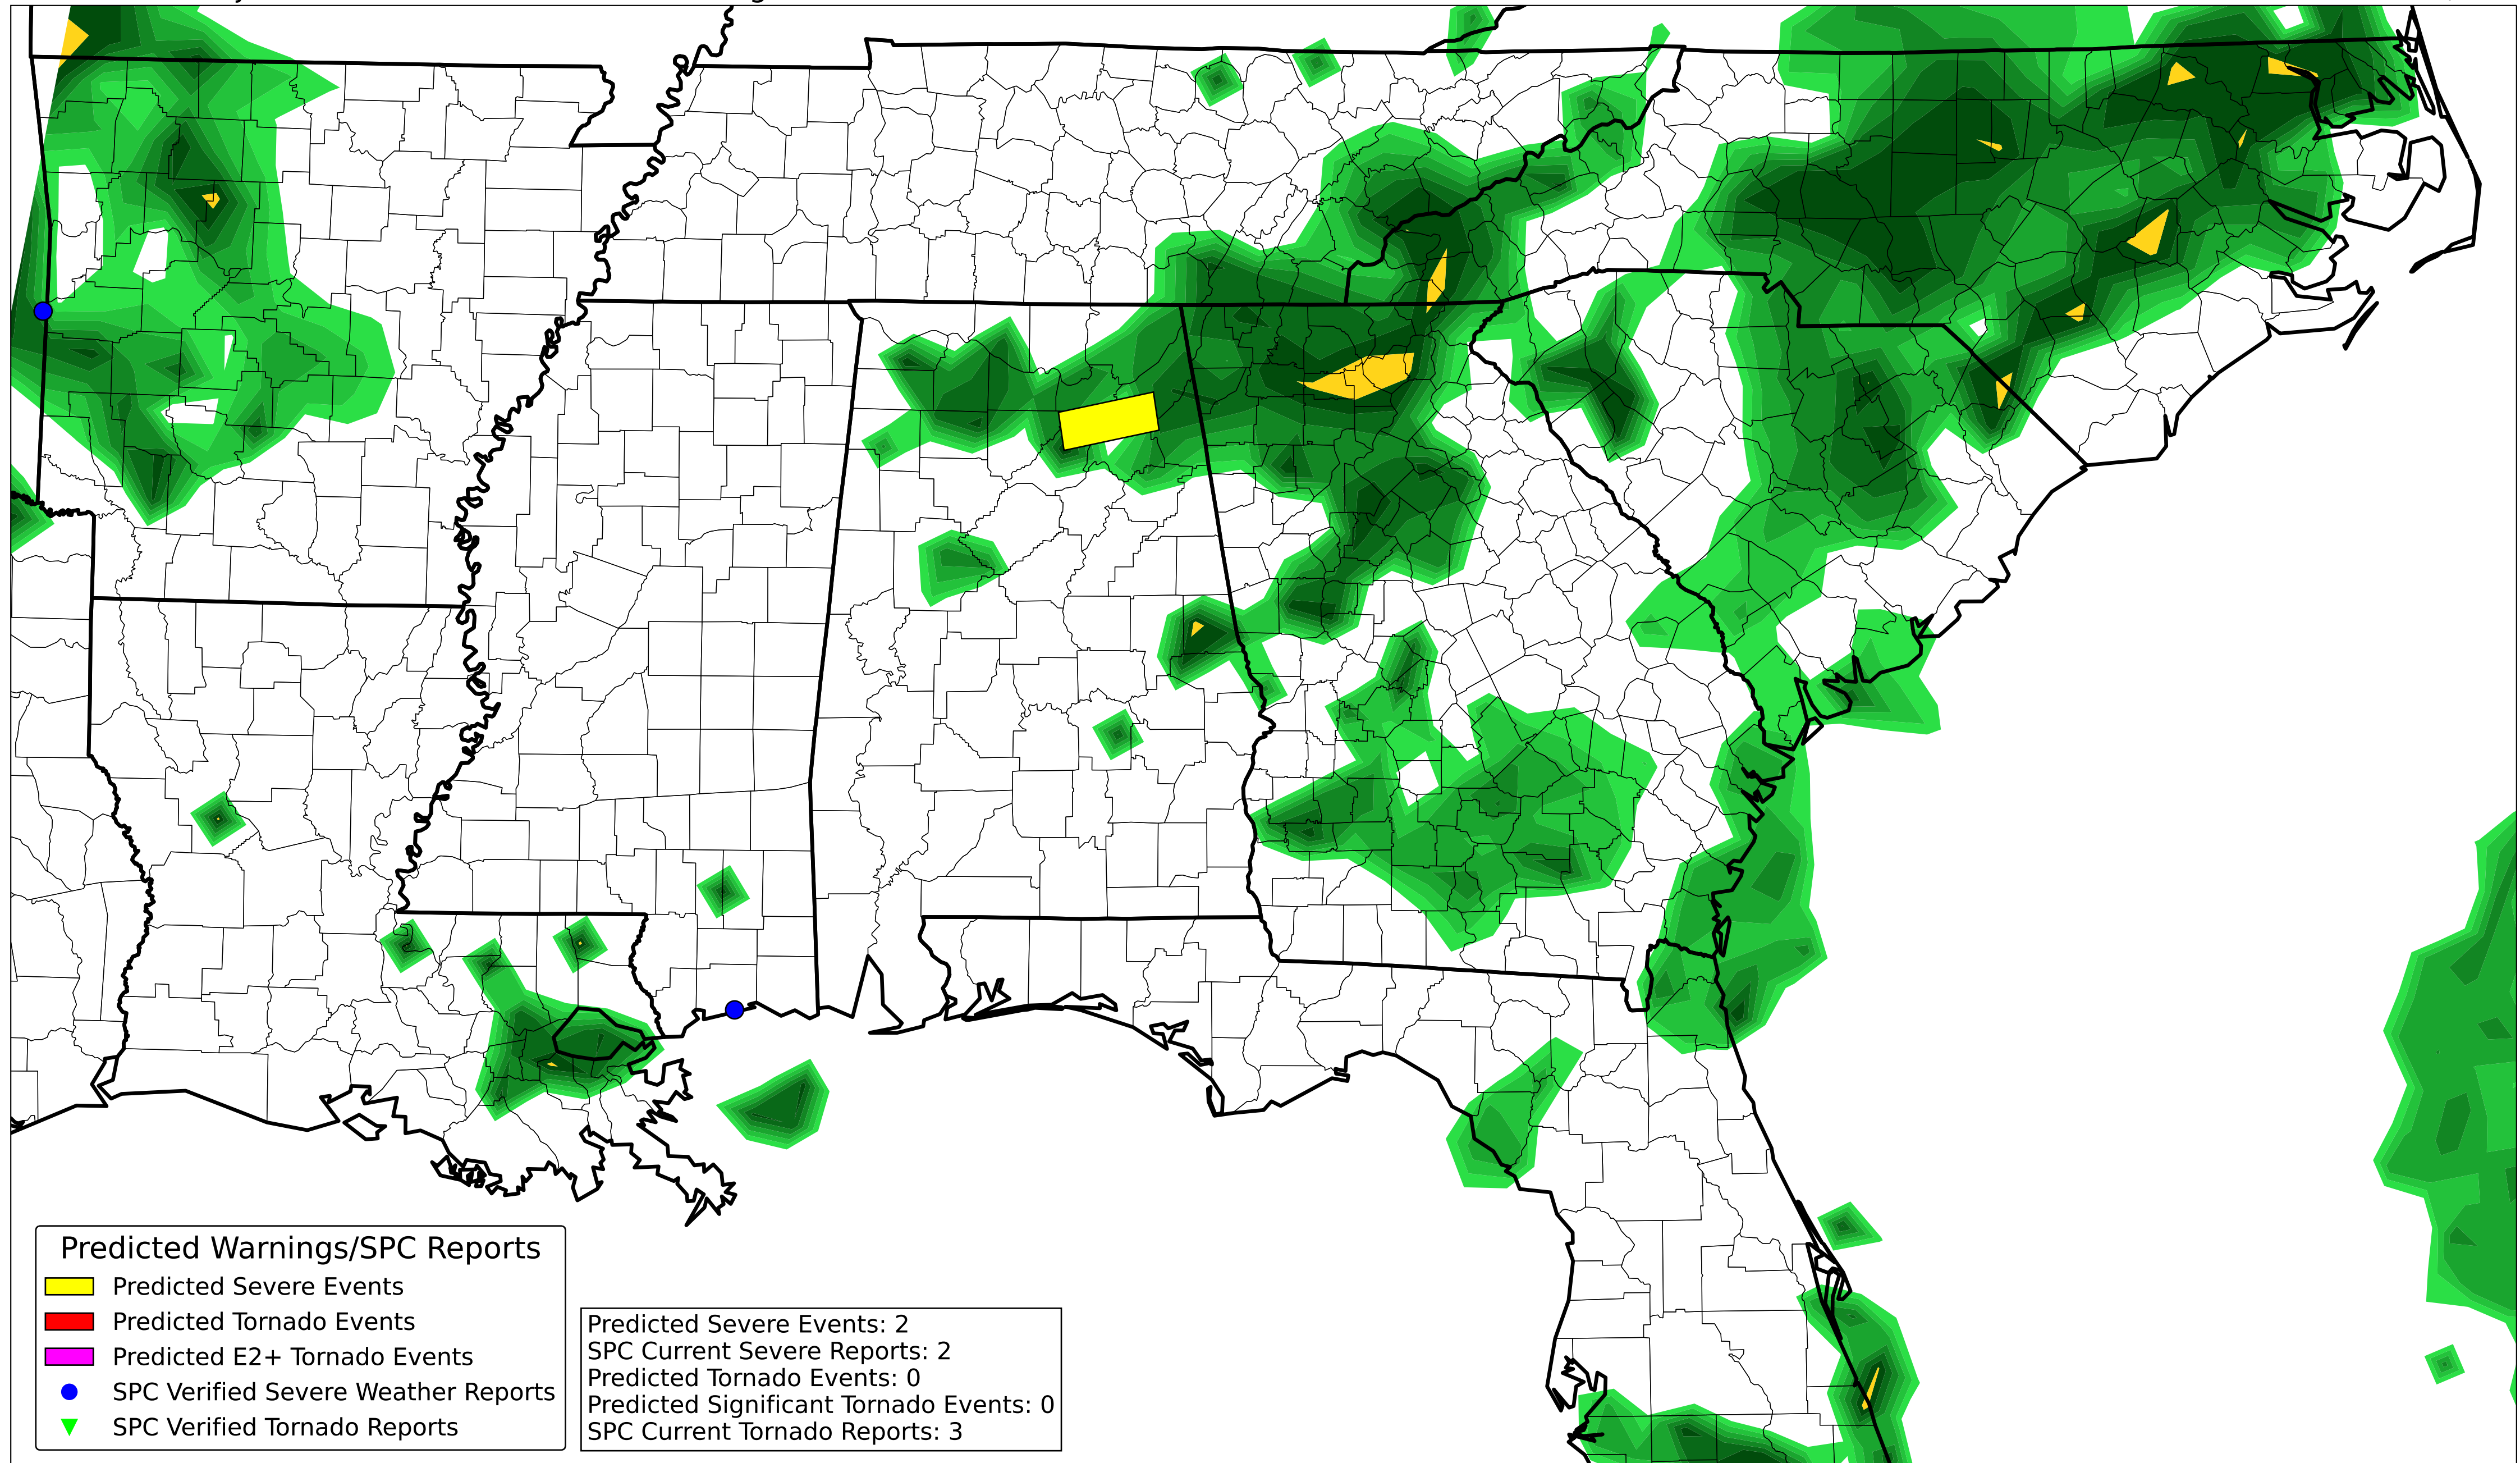 Predicted Warnings/SPC Reports
Predicted Severe Events
Predicted Tornado Events
Predicted E2+ Tornado Events
SPC Verified Severe Weather Reports
SPC Verified Tornado Reports
Predicted Severe Events: 2
SPC Current Severe Reports: 2
Predicted Tornado Events: 0
Predicted Significant Tornado Events: 0
SPC Current Tornado Reports: 3